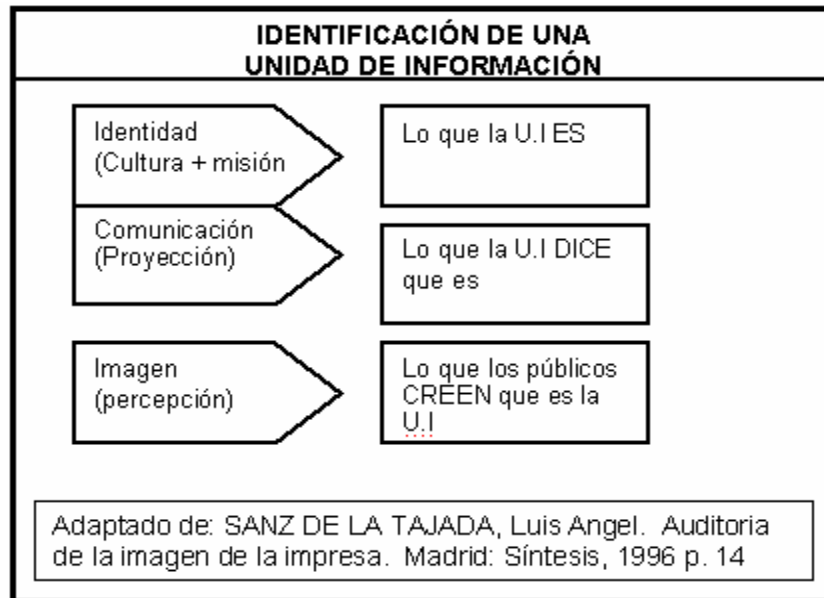 IDENTIFICACIÓN DE UNA
UNIDAD DE INFORMACIÓN
Identidad
(Cultura + misión
Lo que la U.I ES
Comunicación
(Proyección)
Lo que la U.I DICE
que es
Imagen
(percepción)
Lo que los públicos
CREEN que es la
U.I
Adaptado de: SANZ DE LA TAJADA, Luis Angel. Auditoria
de la imagen de la impresa. Madrid: Síntesis, 1996 p. 14